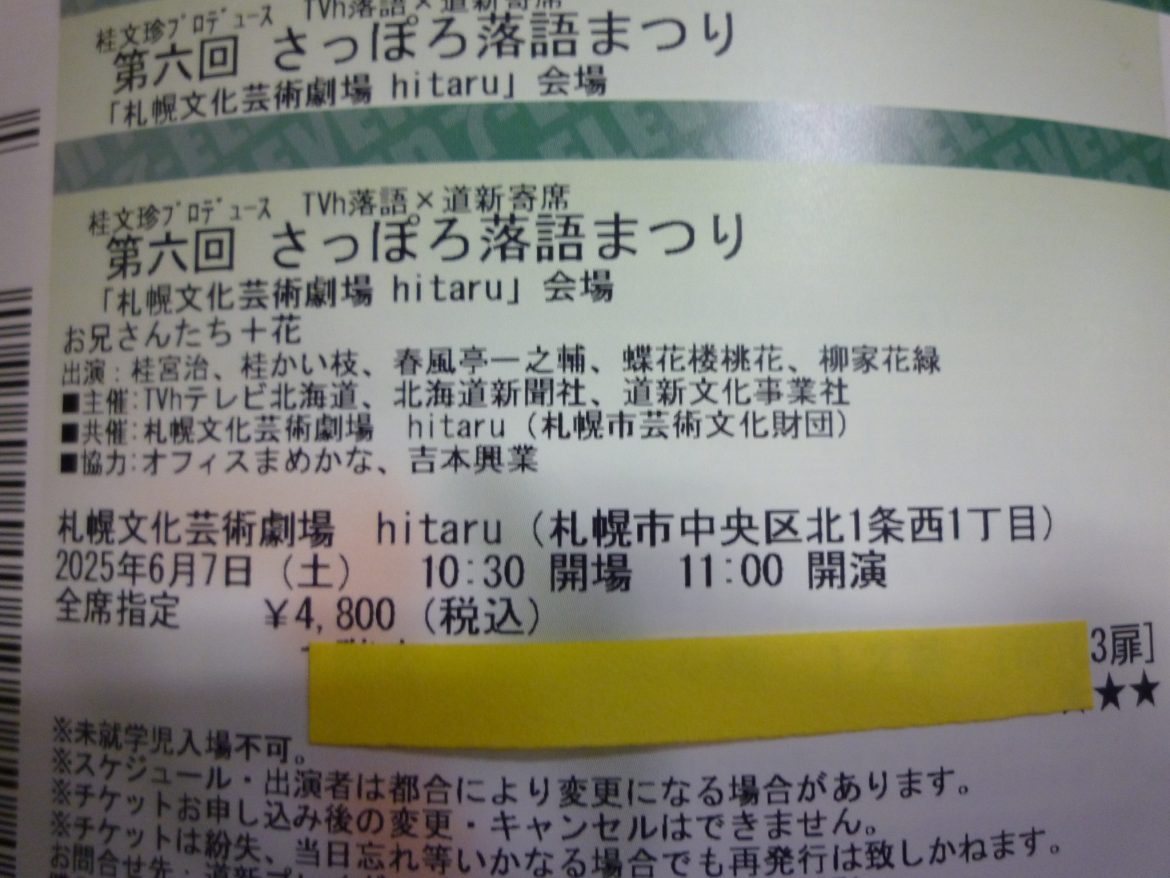 桂文珍プロデュース　TVh落語×道新寄席
第六回 さっぽろ落語まつり
「札幌文化芸術劇場 hitaru」会場
桂文珍プロデュース　TVh落語×道新寄席
第六回 さっぽろ落語まつり
「札幌文化芸術劇場 hitaru」会場
お兄さんたち＋花
出演：桂宮治、桂かい枝、春風亭一之輔、蝶花楼桃花、柳家花緑
■主催:TVhテレビ北海道、北海道新聞社、道新文化事業社
■共催:札幌文化芸術劇場　hitaru（札幌市芸術文化財団）
■協力:オフィスまめかな、吉本興業
札幌文化芸術劇場　hitaru（札幌市中央区北1条西1丁目）
2025年6月7日（土）　10:30 開場　11:00 開演
全席指定　￥4,800（税込）
3扉]
★★
※未就学児入場不可。
※スケジュール・出演者は都合により変更になる場合があります。
※チケットお申し込み後の変更・キャンセルはできません。
※チケットは紛失、当日忘れ等いかなる場合でも再発行は致しかねます。
お問合せ先：道新プレ